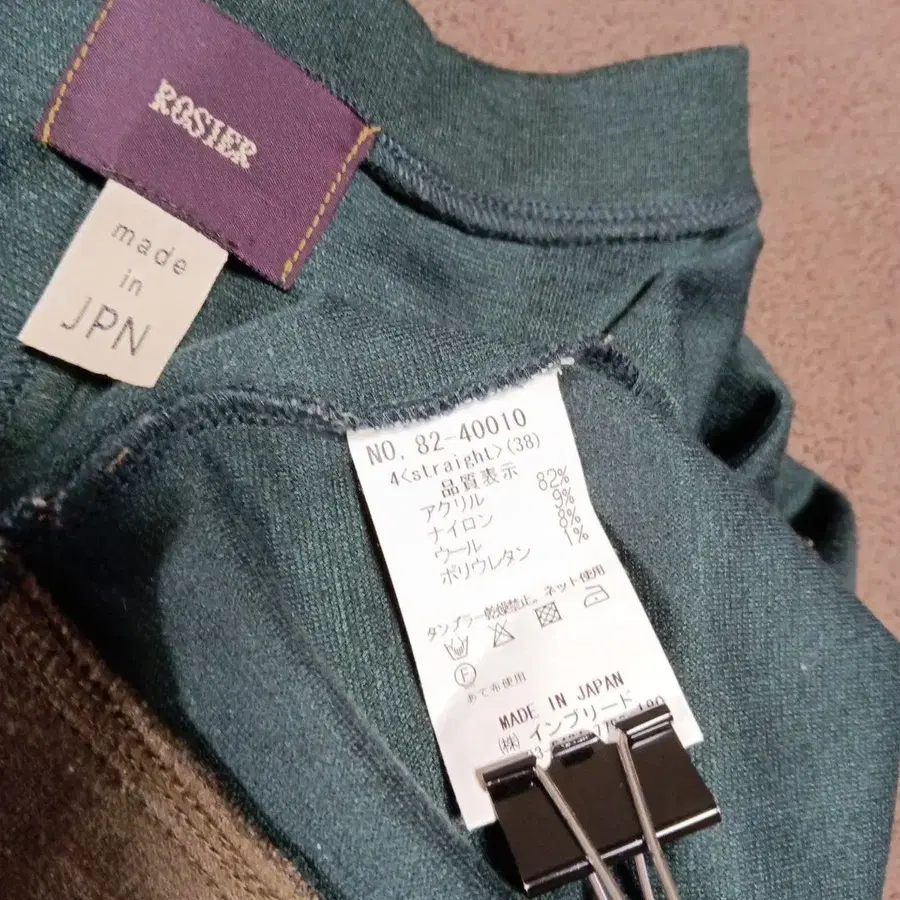 ROSIER
made
in
JPN
NO. 82-40010
4<straight>(38)
品質表示
アクリル 82%
ナイロン 9%
ウール 8%
ポリウレタン 1%
タンブラー乾燥禁止。ネット使用
F
あて布使用
MADE IN JAPAN
㈱インブリード